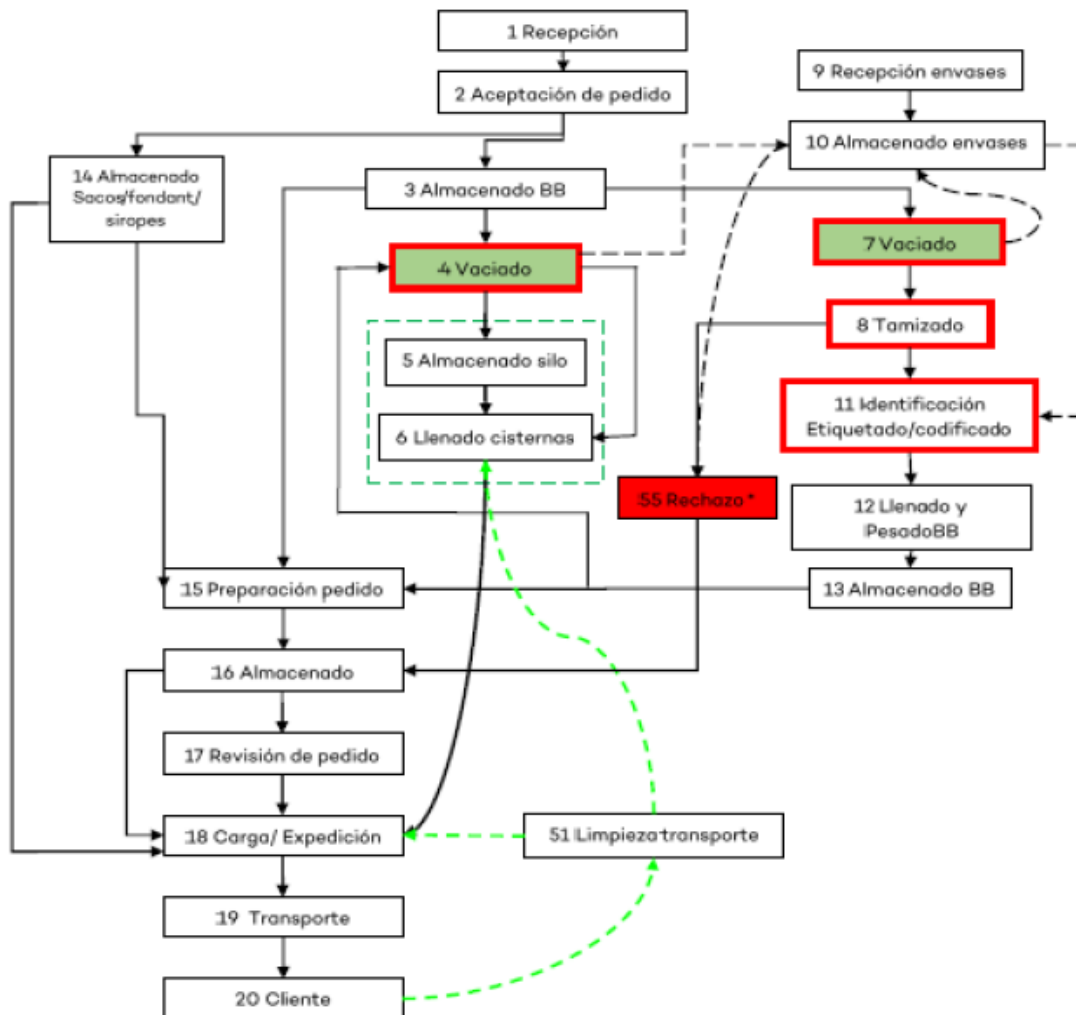 1 Recepción
2 Aceptación de pedido
9 Recepción envases
10 Almacenado envases
14 Almacenado
Sacos/fondant/
siropes
3 Almacenado BB
4 Vaciado
7 Vaciado
8 Tamizado
5 Almacenado silo
6 Llenado cisternas
11 Identificación
Etiquetado/codificado
55 Rechazo *
12 Llenado y
PesadoBB
13 Almacenado BB
15 Preparación pedido
16 Almacenado
17 Revisión de pedido
18 Carga/ Expedición
51 Limpieza transporte
19 Transporte
20 Cliente